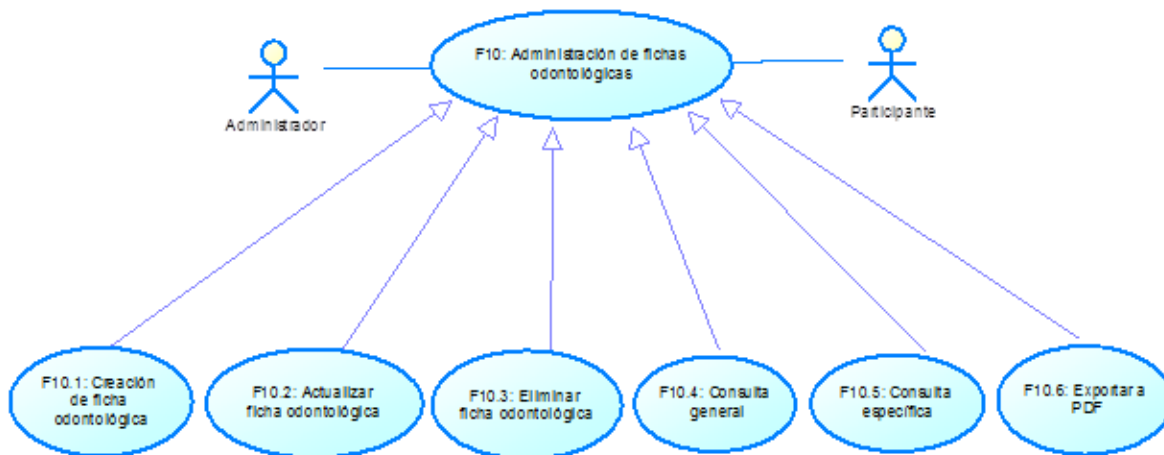 F10: Administración de fichas
odontológicas
Administrador
Participante
F10.1: Creación
de ficha
odontológica
F10.2: Actualizar
ficha odontológica
F10.3: Eliminar
ficha odontológica
F10.4: Consulta
general
F10.5: Consulta
específica
F10.6: Exportar a
PDF